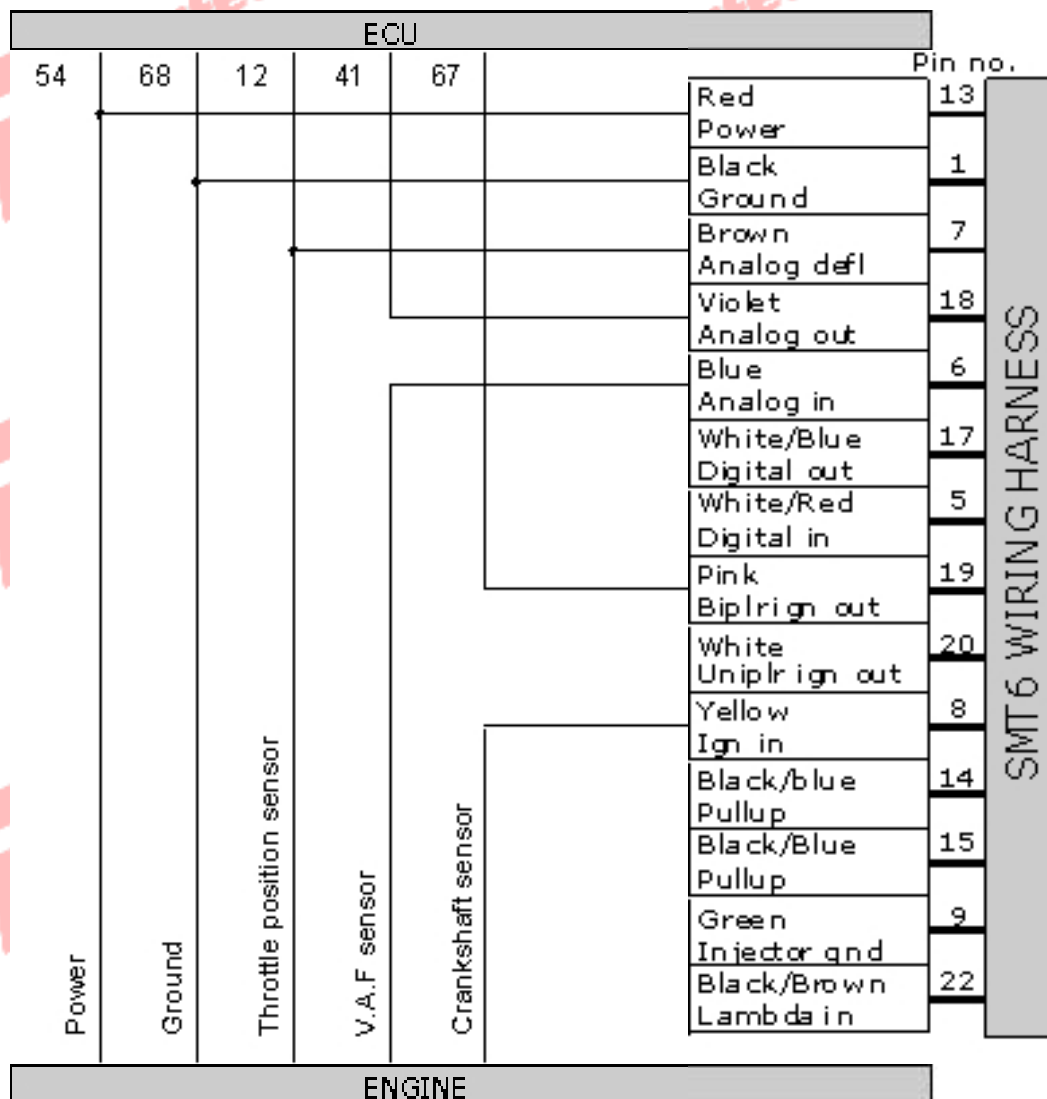 ECU
54 68 12 41 67
Pin no.
Red 13
Power
Black 1
Ground
Brown 7
Analog defl
Violet 18
Analog out
Blue 6
Analog in
White/Blue 17
Digital out
White/Red 5
Digital in
Pink 19
Biplrign out
White 20
Uniplr ign out
Yellow 8
Ign in
Black/blue 14
Pullup
Black/Blue 15
Pullup
Green 9
Injector gnd
Black/Brown 22
Lambda in
SMT6 WIRING HARNESS
Power
Ground
Throttle position sensor
V.A.F sensor
Crankshaft sensor
ENGINE